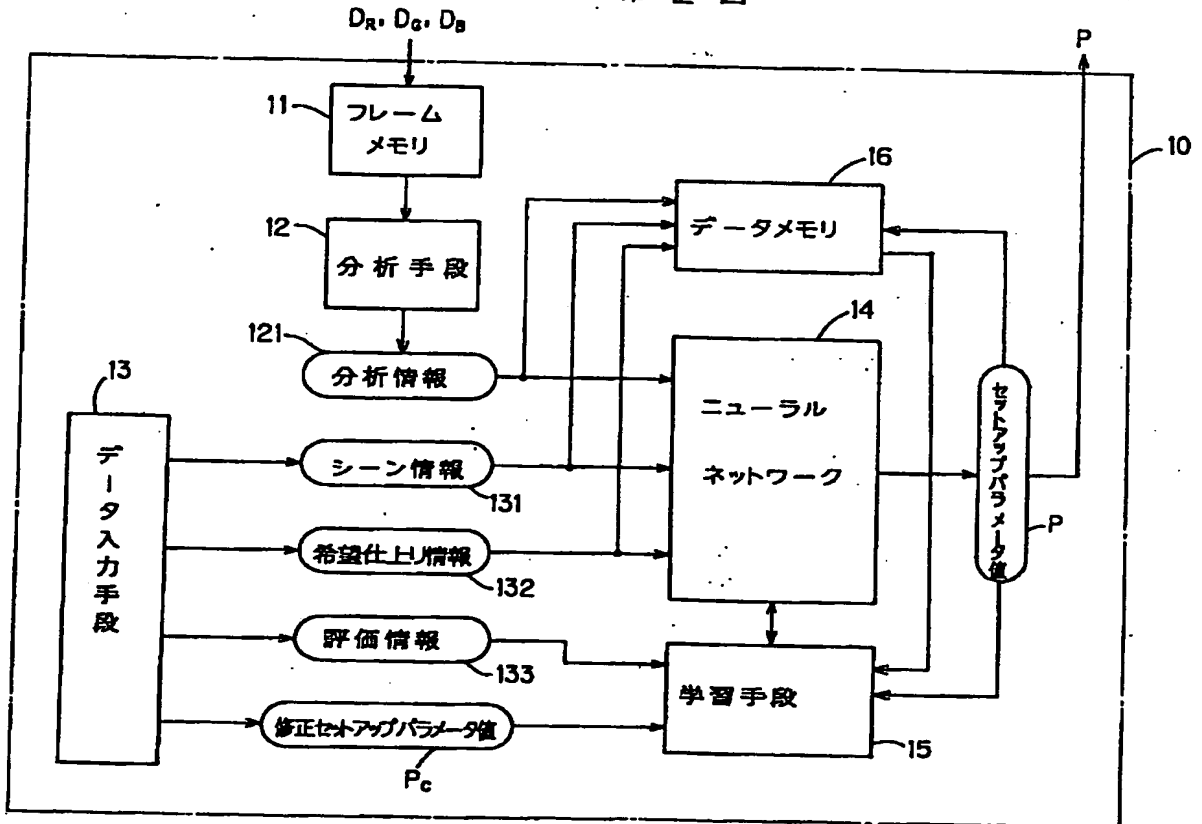 D_R, D_G, D_B
P
10
11
フレーム
メモリ
12
分析手段
16
データメモリ
121
分析情報
14
ニューラル
ネットワーク
13
データ入力手段
シーン情報
131
セットアップパラメータ値
P
希望仕上り情報
132
評価情報
133
学習手段
15
修正セットアップパラメータ値
P_C